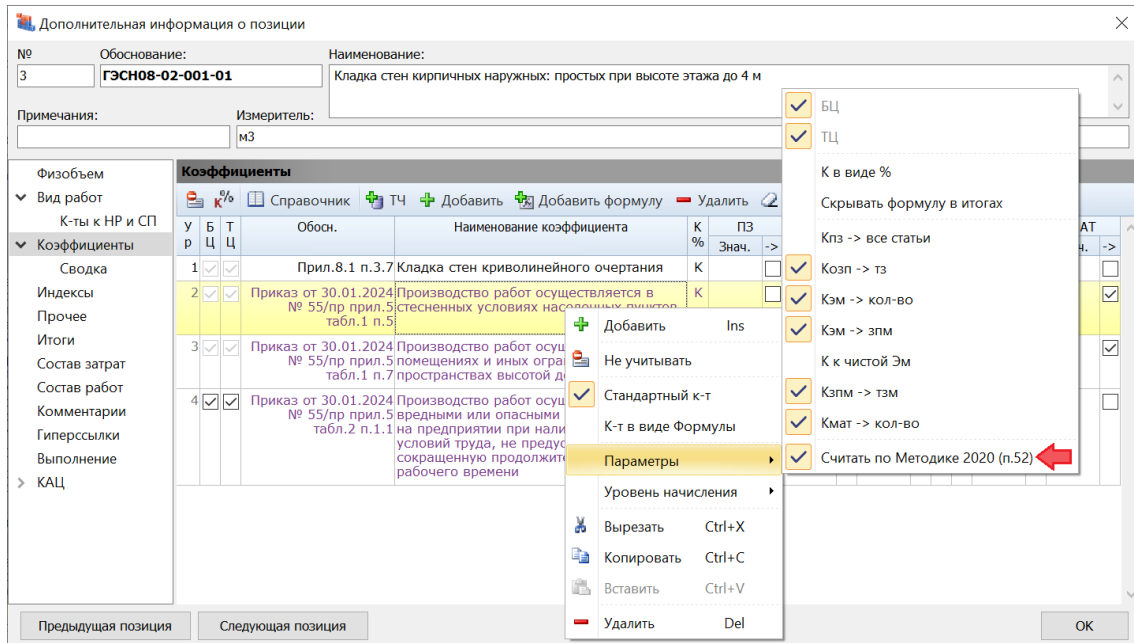 Дополнительная информация о позиции
№ Обоснование: Наименование:
3 ГЭСН08-02-001-01 Кладка стен кирпичных наружных: простых при высоте этажа до 4 м
Примечания: Измеритель:
м3
Физобъем
Вид работ
К-ты к НР и СП
Коэффициенты
Сводка
Индексы
Прочее
Итоги
Состав затрат
Состав работ
Комментарии
Гиперссылки
Выполнение
КАЦ
Коэффициенты
К% Справочник ТЧ Добавить Добавить формулу Удалить
Ур БЦ ТЦ Обосн. Наименование коэффициента К % ПЗ АТ
Знач. -> ч. ->
1 Прил.8.1 п.3.7 Кладка стен криволинейного очертания К
2 Приказ от 30.01.2024 Производство работ осуществляется в К
№ 55/пр прил.5 стесненных условиях населенных пунктов
табл.1 п.5
3 Приказ от 30.01.2024 Производство работ осущ
№ 55/пр прил.5 помещениях и иных огра
табл.1 п.7 пространствах высотой д
4 Приказ от 30.01.2024 Производство работ осущ
№ 55/пр прил.5 вредными или опасными
табл.2 п.1.1 на предприятии при нали
условий труда, не предус
сокращенную продолжит
рабочего времени
Добавить Ins
Не учитывать
Стандартный к-т
К-т в виде Формулы
Параметры
Уровень начисления
Вырезать Ctrl+X
Копировать Ctrl+C
Вставить Ctrl+V
Удалить Del
БЦ
ТЦ
К в виде %
Скрывать формулу в итогах
Кпз -> все статьи
Козп -> тз
Кэм -> кол-во
Кэм -> зпм
К к чистой Эм
Кзпм -> тзм
Кмат -> кол-во
Считать по Методике 2020 (п.52)
Предыдущая позиция Следующая позиция ОК